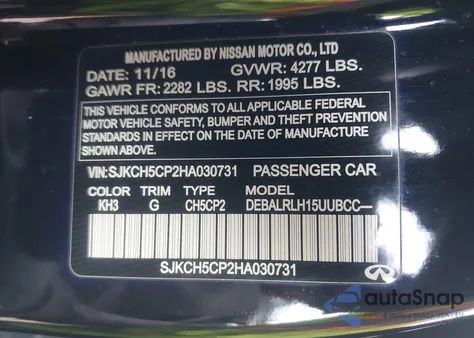 MANUFACTURED BY NISSAN MOTOR CO., LTD
DATE: 11/16 GVWR: 4277 LBS.
GAWR FR: 2282 LBS. RR: 1995 LBS.
THIS VEHICLE CONFORMS TO ALL APPLICABLE FEDERAL
MOTOR VEHICLE SAFETY, BUMPER AND THEFT PREVENTION
STANDARDS IN EFFECT ON THE DATE OF MANUFACTURE
SHOWN ABOVE.
VIN: SJKCH5CP2HA030731 PASSENGER CAR
COLOR TRIM TYPE MODEL
KH3 G CH5CP2 DEBALRLH15UUBCC—
SJKCH5CP2HA030731
autoSnap